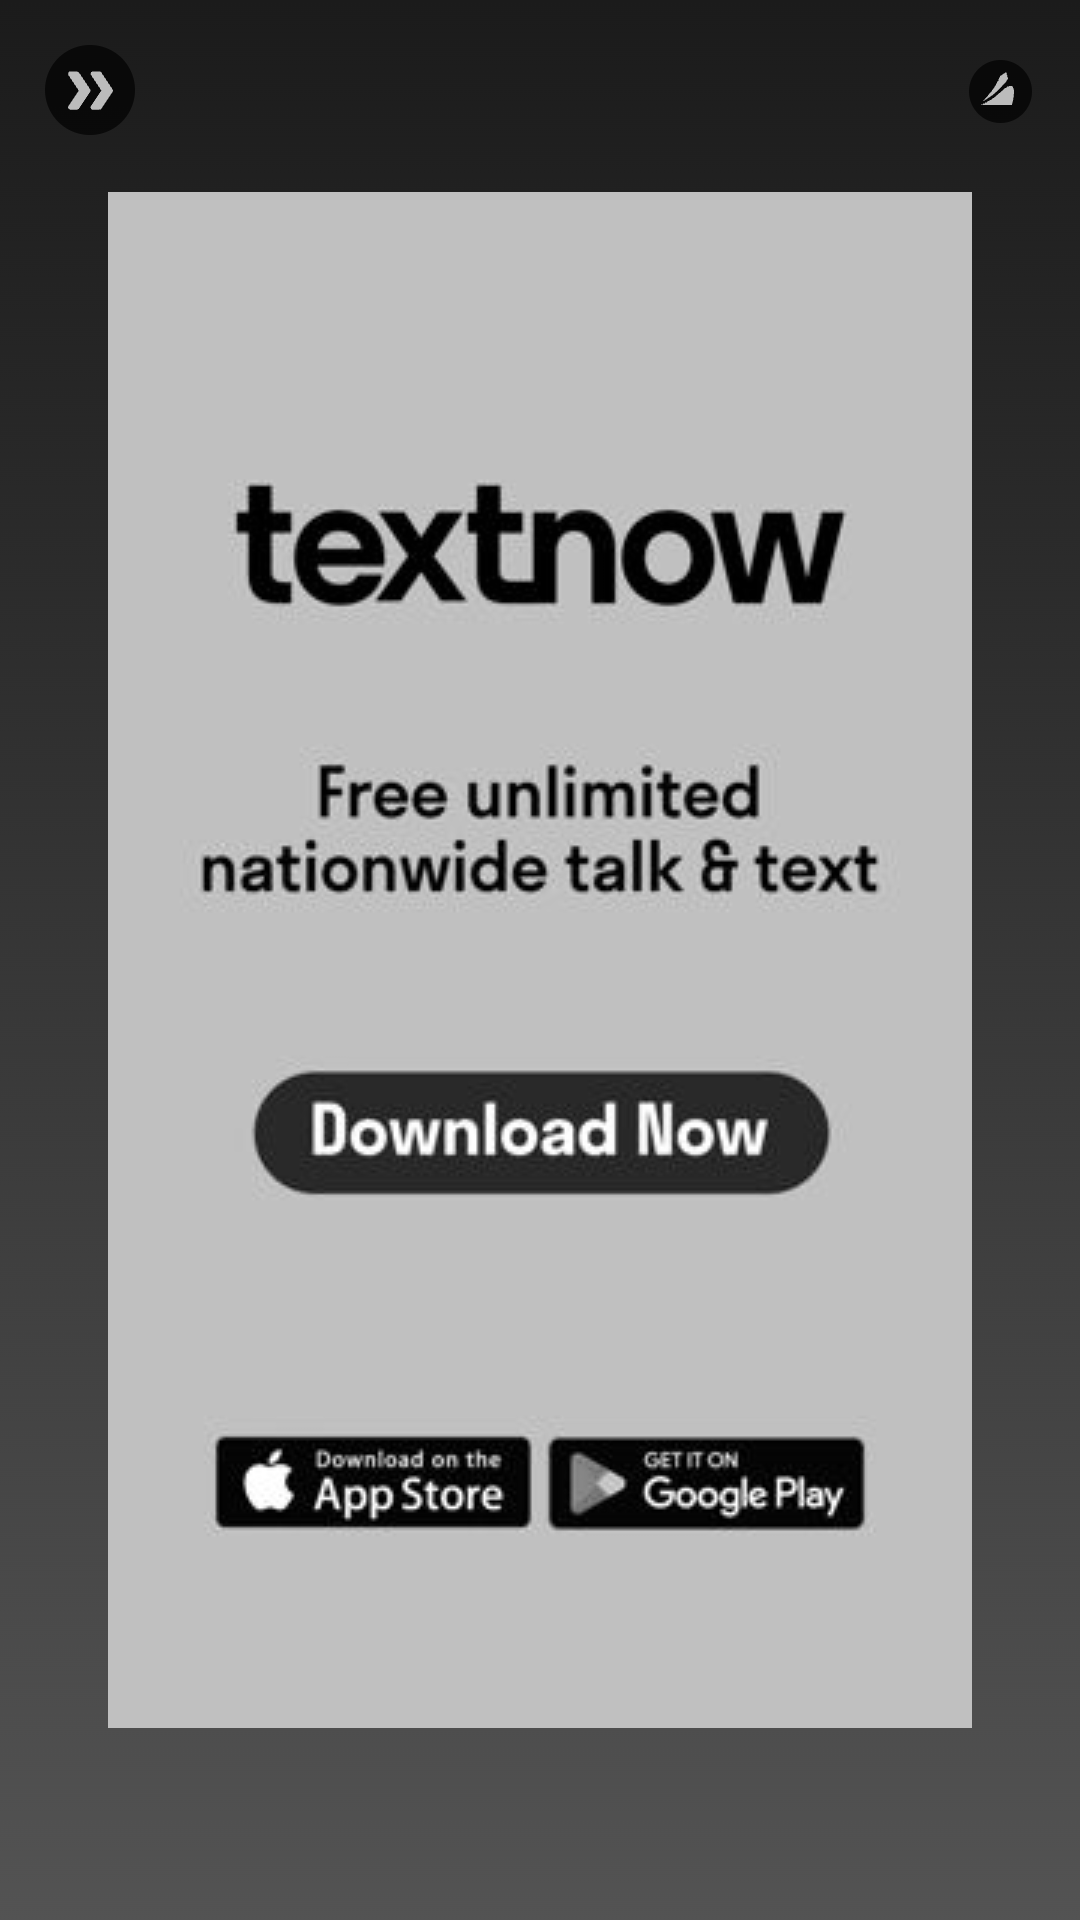 textnow
Free unlimited
nationwide talk & text
Download Now
Download on the
App Store
GET IT ON
Google Play